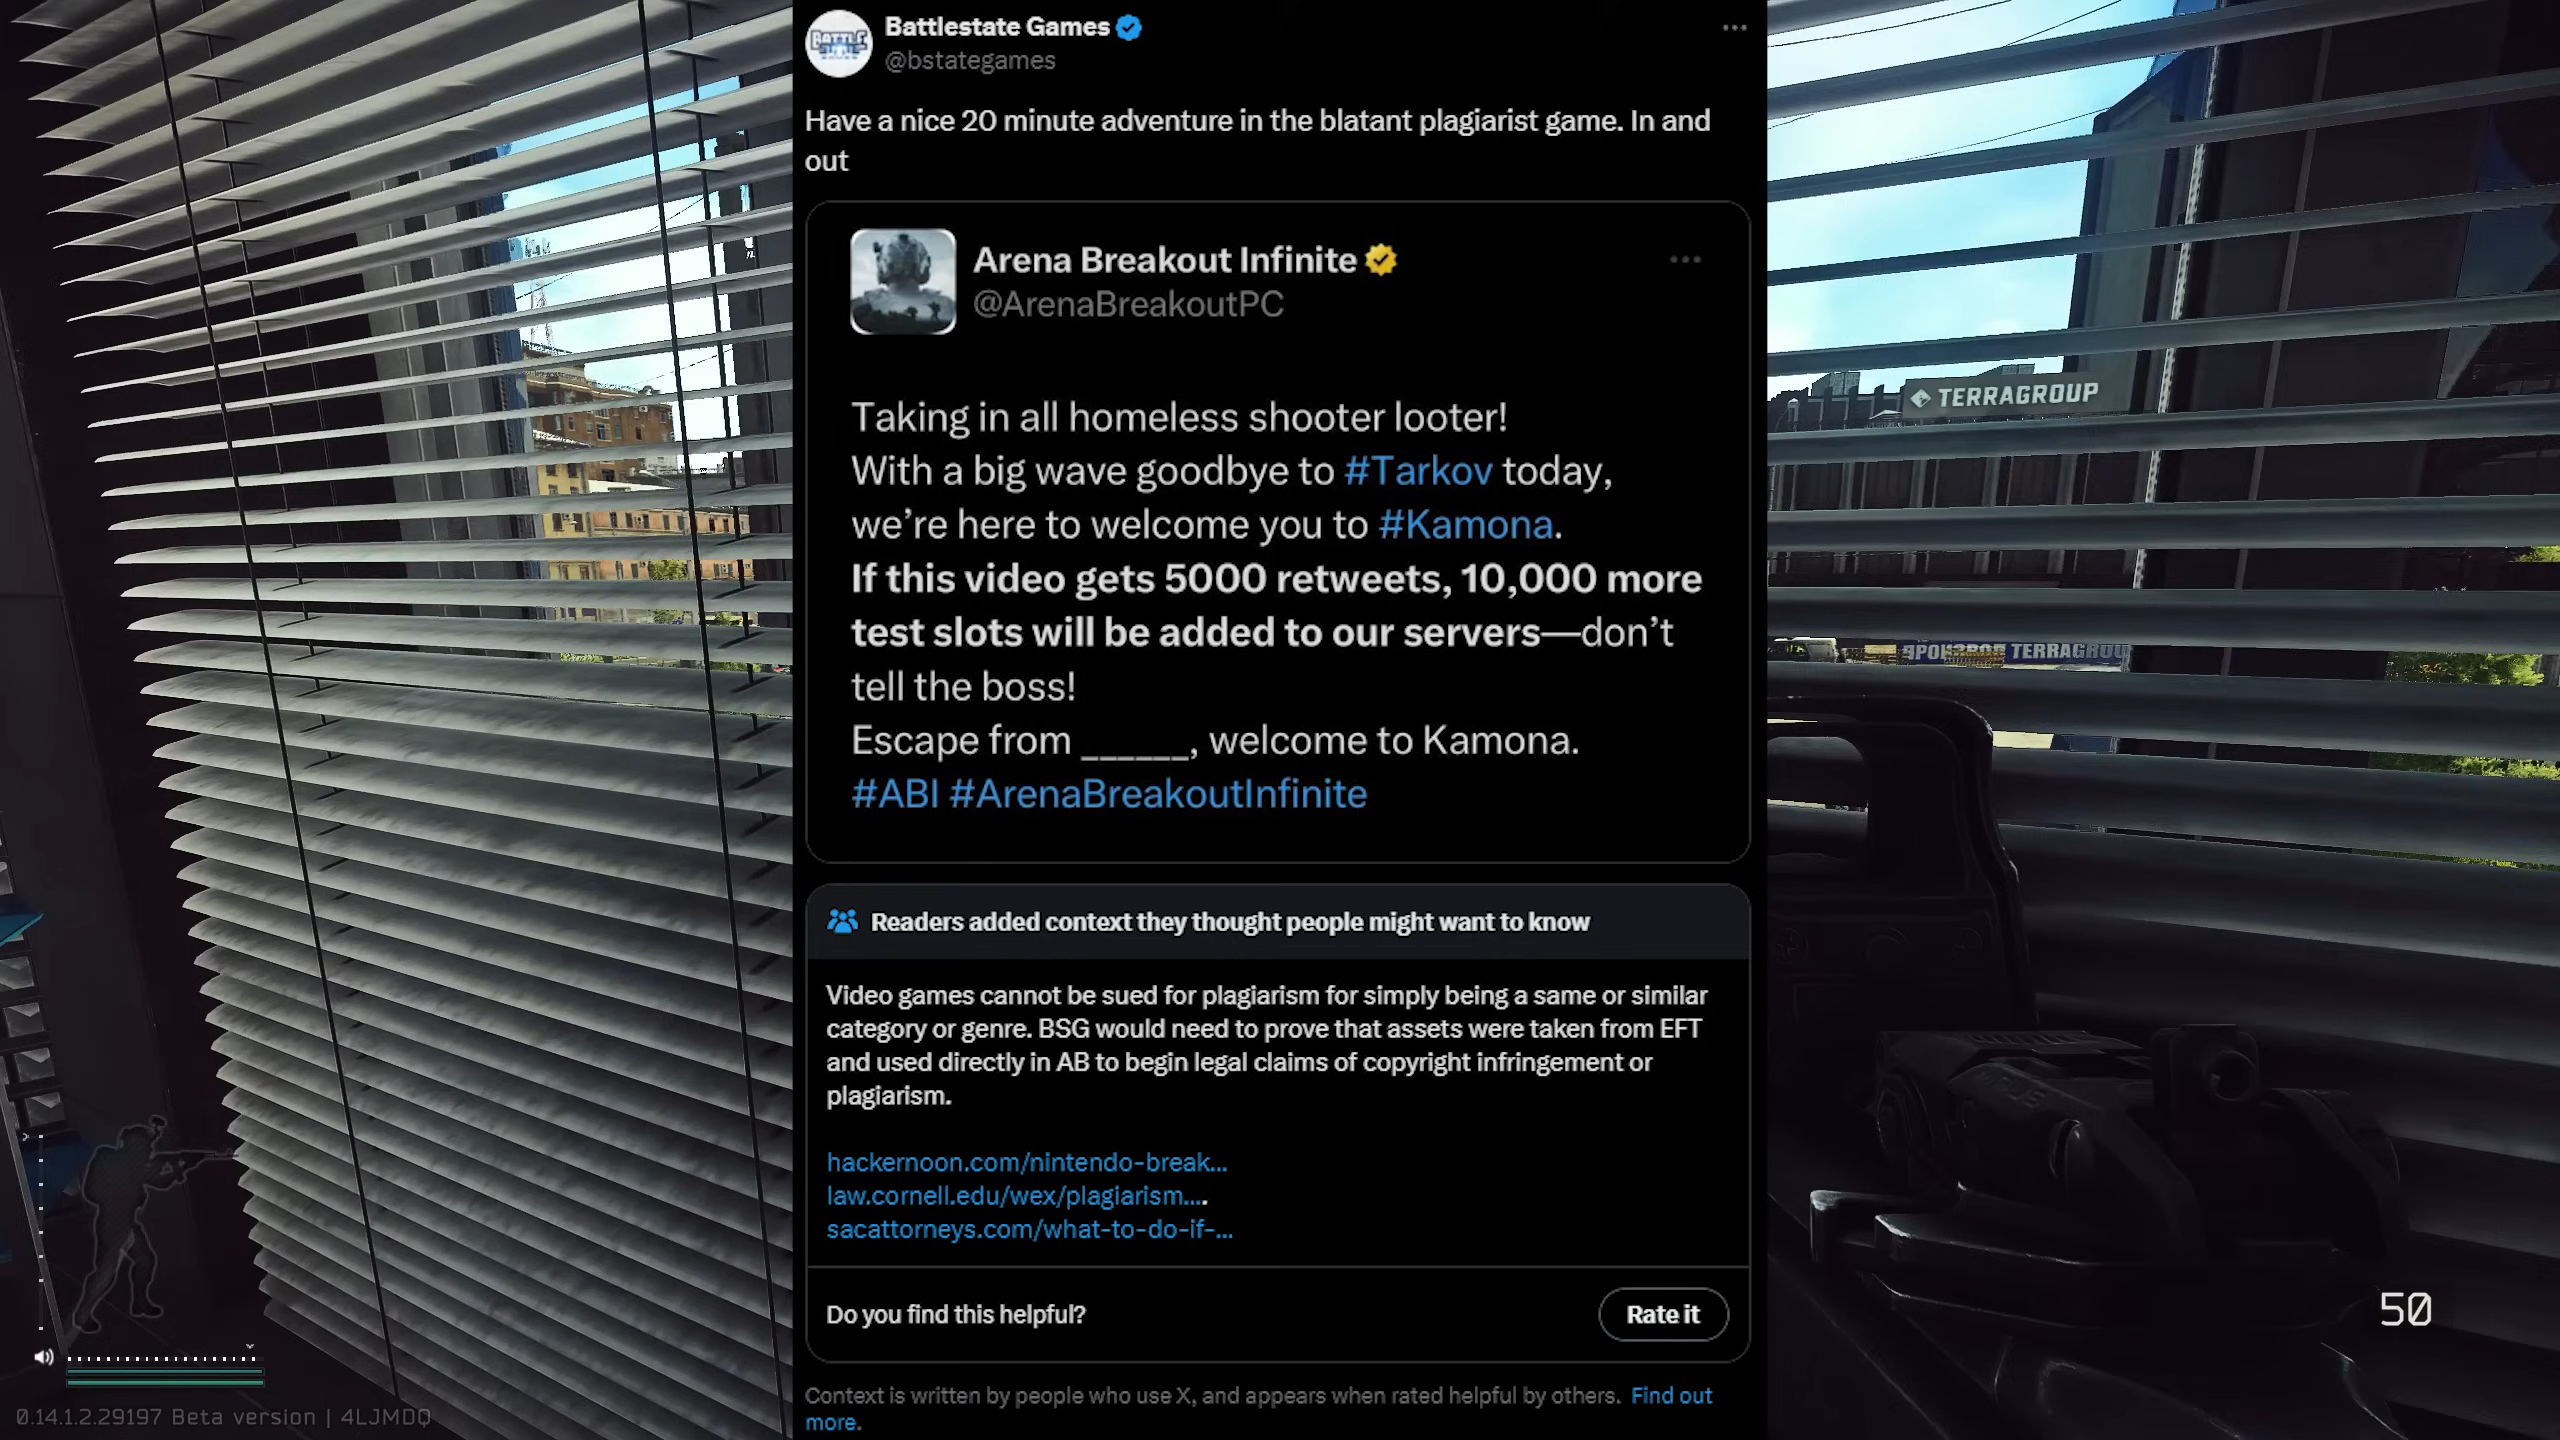 Battlestate Games
@bstategames
Have a nice 20 minute adventure in the blatant plagiarist game. In and
out
Arena Breakout Infinite
@ArenaBreakoutPC
Taking in all homeless shooter looter!
With a big wave goodbye to #Tarkov today,
we’re here to welcome you to #Kamona.
If this video gets 5000 retweets, 10,000 more
test slots will be added to our servers—don’t
tell the boss!
Escape from ______, welcome to Kamona.
#ABI #ArenaBreakoutInfinite
Readers added context they thought people might want to know
Video games cannot be sued for plagiarism for simply being a same or similar
category or genre. BSG would need to prove that assets were taken from EFT
and used directly in AB to begin legal claims of copyright infringement or
plagiarism.
hackernoon.com/nintendo-break...
law.cornell.edu/wex/plagiarism....
sacattorneys.com/what-to-do-if-...
Do you find this helpful?
Rate it
Context is written by people who use X, and appears when rated helpful by others. Find out
more.
TERRAGROUP
TERRAGROUP
50
0.14.1.2.29197 Beta version | 4LJMDQ